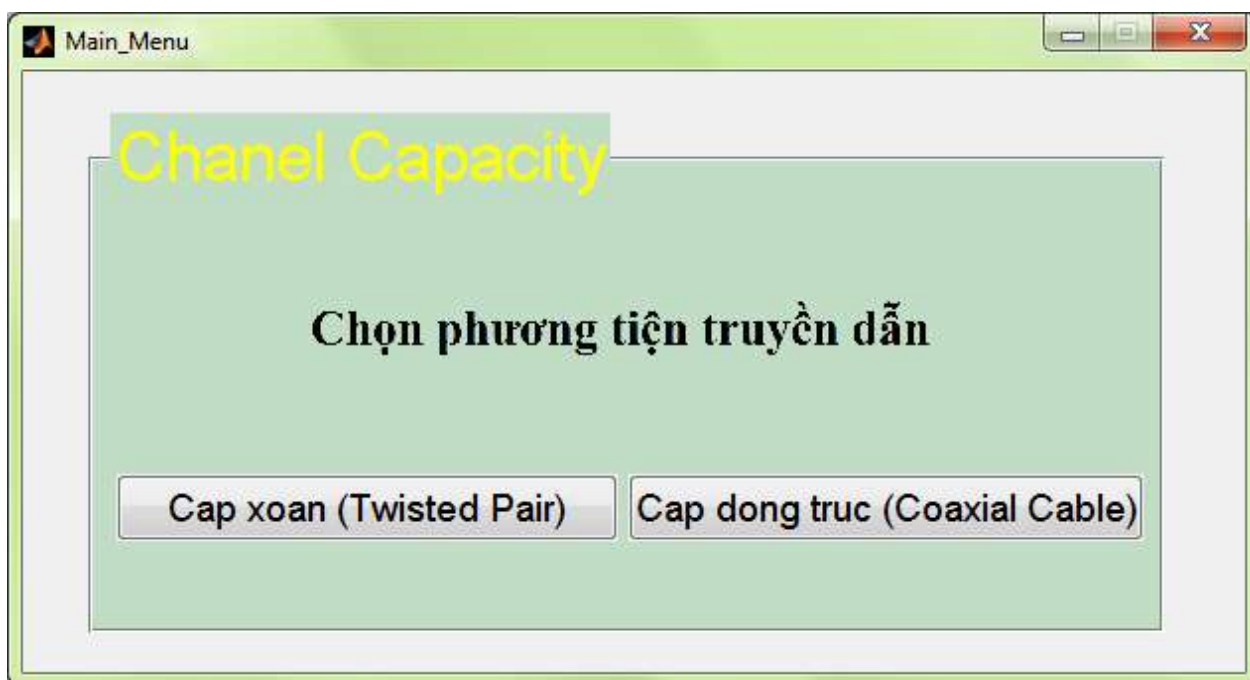 Main_Menu
Chanel Capacity
Chọn phương tiện truyền dẫn
Cap xoan (Twisted Pair)
Cap dong truc (Coaxial Cable)